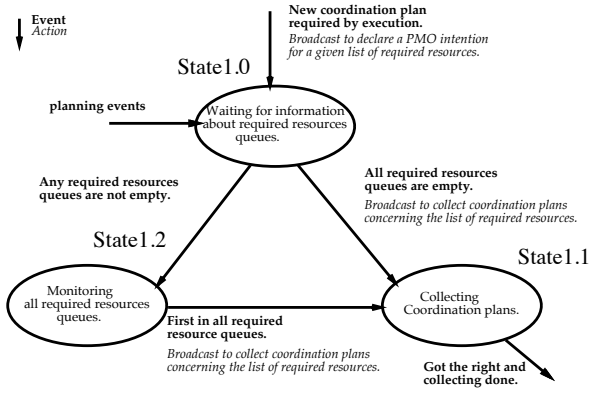 Event
Action
New coordination plan
required by execution.
Broadcast to declare a PMO intention
for a given list of required resources.
State1.0
planning events
Waiting for information
about required resources
queues.
Any required resources
queues are not empty.
All required resources
queues are empty.
Broadcast to collect coordination plans
concerning the list of required resources.
State1.2
State1.1
Monitoring
all required resources
queues.
Collecting
Coordination plans.
First in all required
resource queues.
Broadcast to collect coordination plans
concerning the list of required resources.
Got the right and
collecting done.